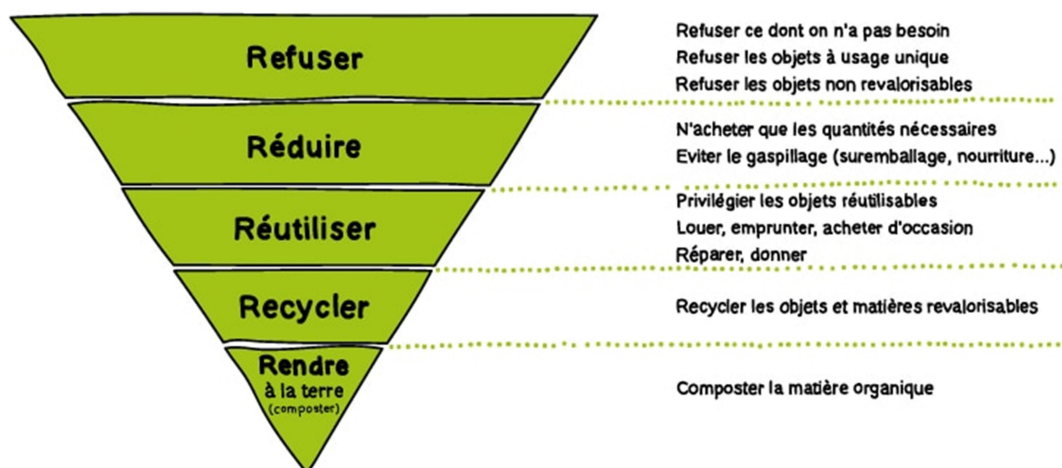 Refuser
Refuser ce dont on n'a pas besoin
Refuser les objets à usage unique
Refuser les objets non revalorisables
Réduire
N'acheter que les quantités nécessaires
Eviter le gaspillage (suremballage, nourriture...)
Réutiliser
Privilégier les objets réutilisables
Louer, emprunter, acheter d'occasion
Réparer, donner
Recycler
Recycler les objets et matières revalorisables
Rendre
à la terre
(composter)
Composter la matière organique